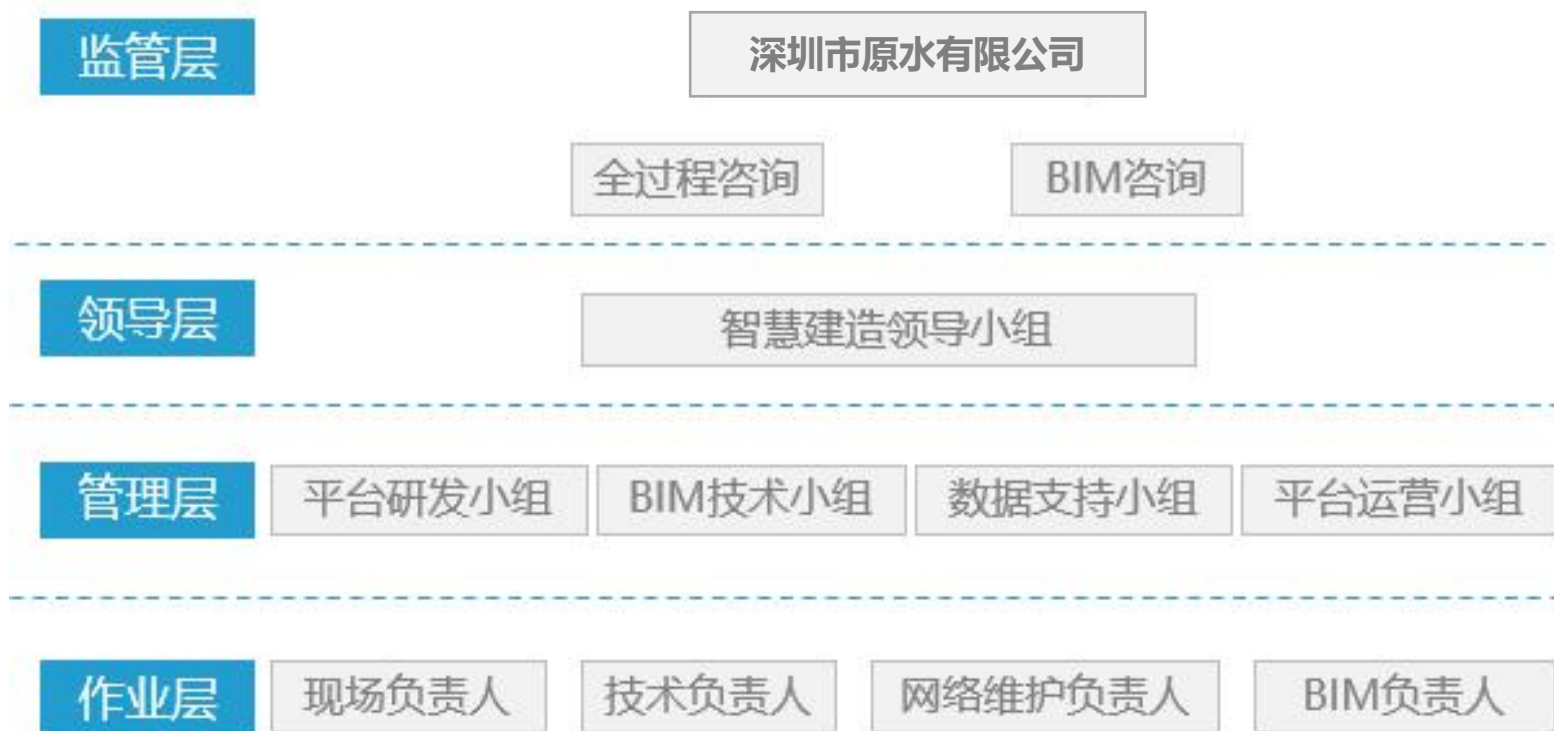 监管层 深圳市原水有限公司
全过程咨询 BIM咨询
领导层 智慧建造领导小组
管理层 平台研发小组 BIM技术小组 数据支持小组 平台运营小组
作业层 现场负责人 技术负责人 网络维护负责人 BIM负责人